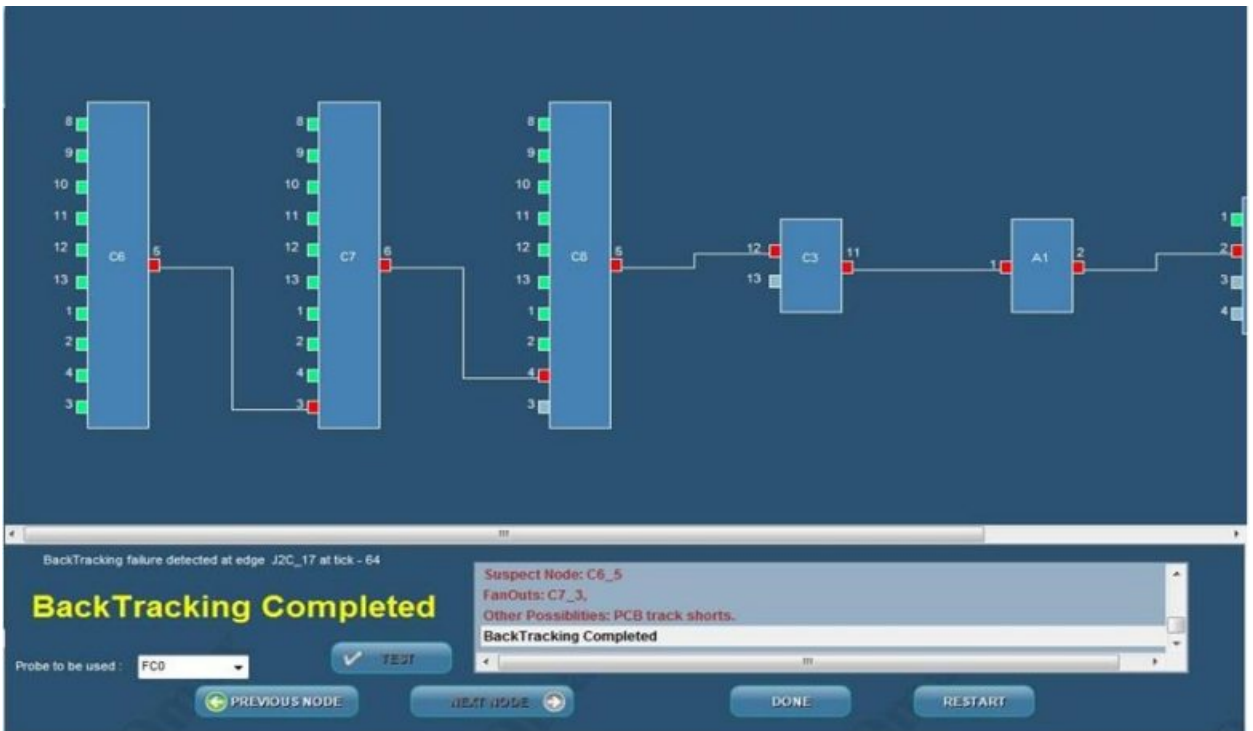 8
9
10
11
12
13
1
2
4
3
C6
5
8
9
10
11
12
13
1
2
4
3
C7
6
8
9
10
11
12
13
1
2
4
3
C8
5
12
13
C3
11
1
A1
2
1
2
3
4
BackTracking failure detected at edge J2C_17 at tick - 64
BackTracking Completed
Suspect Node: C6_5
FanOuts: C7_3,
Other Possiblities: PCB track shorts.
BackTracking Completed
Probe to be used : FC0
TEST
PREVIOUS NODE
NEXT NODE
DONE
RESTART